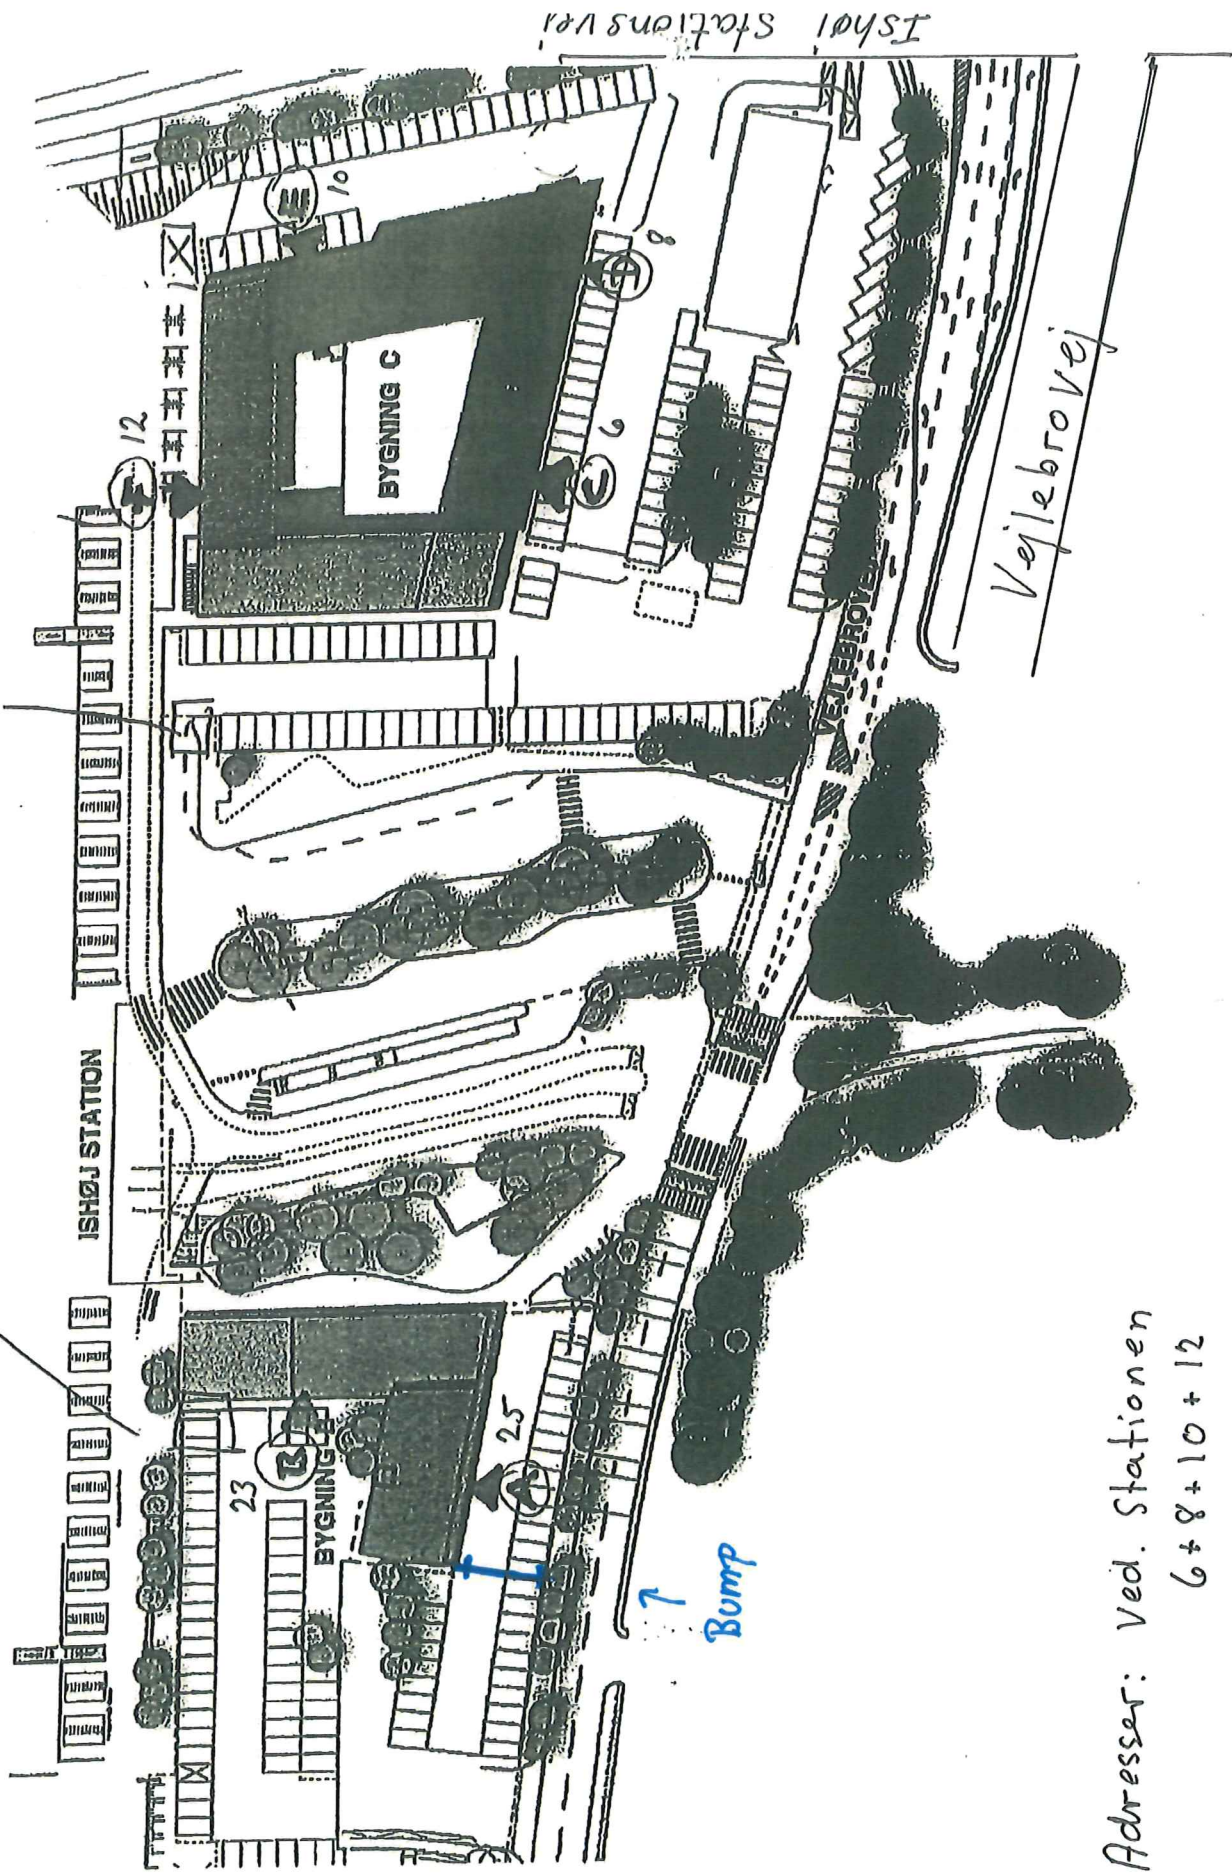 Ishøj Stationsvej
12
F
E
10
BYGNING C
D
8
C
6
Vejlebrovej
VEJLEBROV
ISHØJ STATION
23
B
BYGNING
25
A
Bump
Adresser: ved. Stationen
6 + 8 + 10 + 12